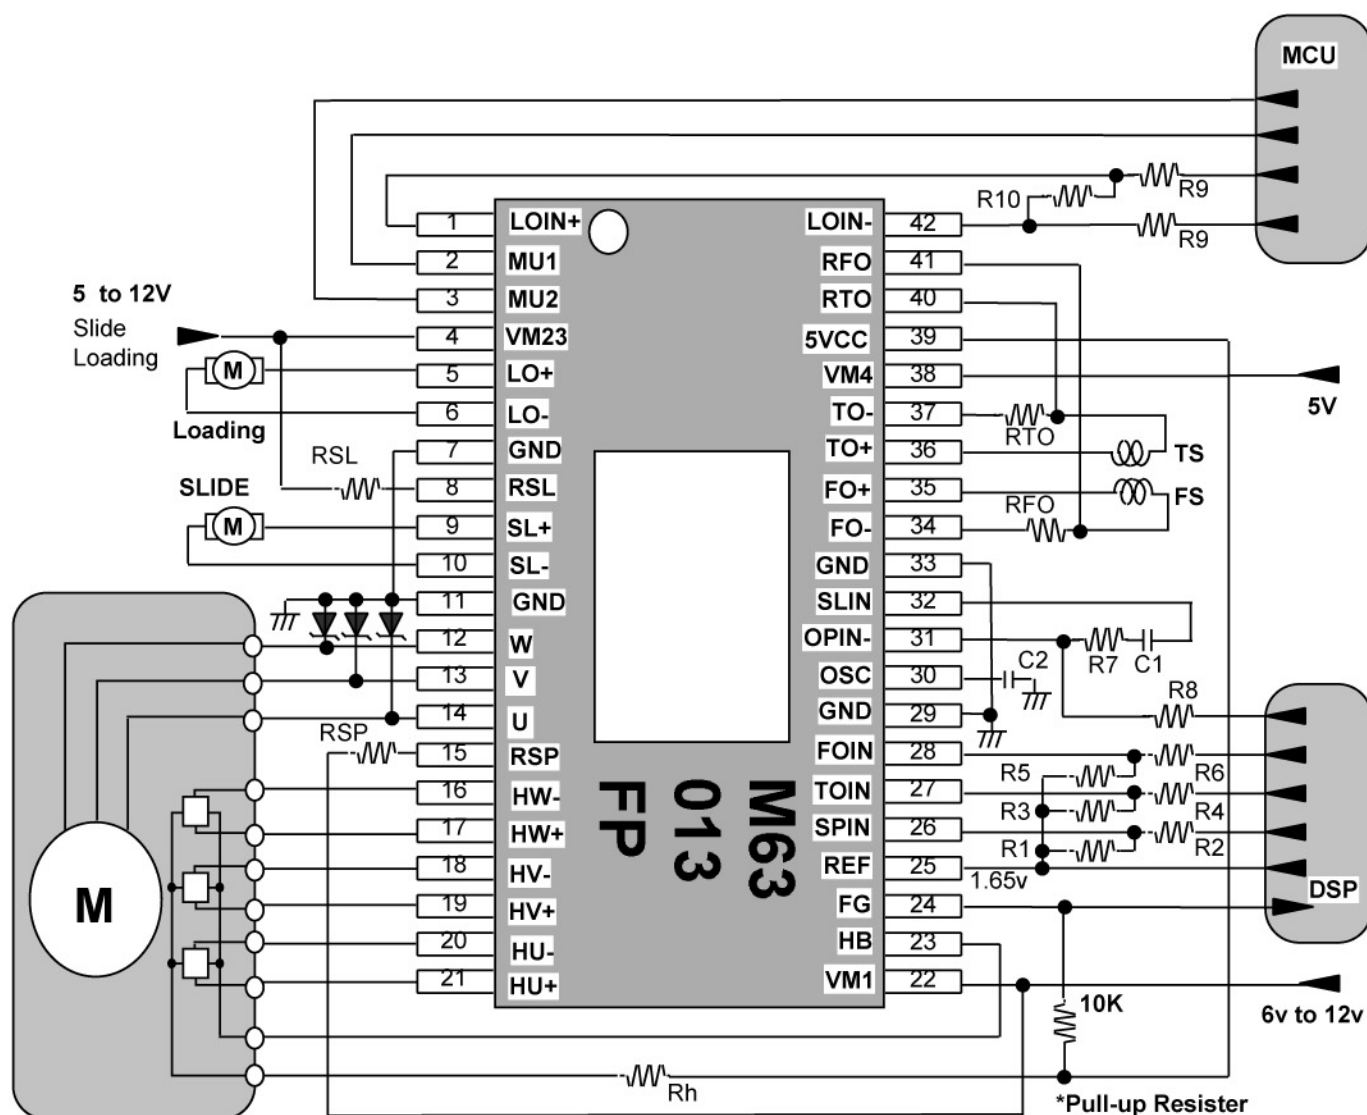 MCU
R10
R9
R9
1 LOIN+
LOIN- 42
2 MU1
RFO 41
3 MU2
RTO 40
5 to 12V
Slide
Loading
4 VM23
5VCC 39
M
5 LO+
VM4 38
5V
6 LO-
TO- 37
Loading
RTO
7 GND
TO+ 36
TS
RSL
8 RSL
FO+ 35
FS
SLIDE
RFO
M
9 SL+
FO- 34
10 SL-
GND 33
11 GND
SLIN 32
12 W
OPIN- 31
R7
C1
13 V
OSC 30
C2
14 U
GND 29
R8
RSP
15 RSP
FOIN 28
R5
R6
16 HW-
TOIN 27
R3
R4
17 HW+
SPIN 26
R1
R2
18 HV-
REF 25
1.65v
DSP
19 HV+
FG 24
20 HU-
HB 23
21 HU+
VM1 22
M63
013
FP
M
10K
6v to 12v
Rh
*Pull-up Resister